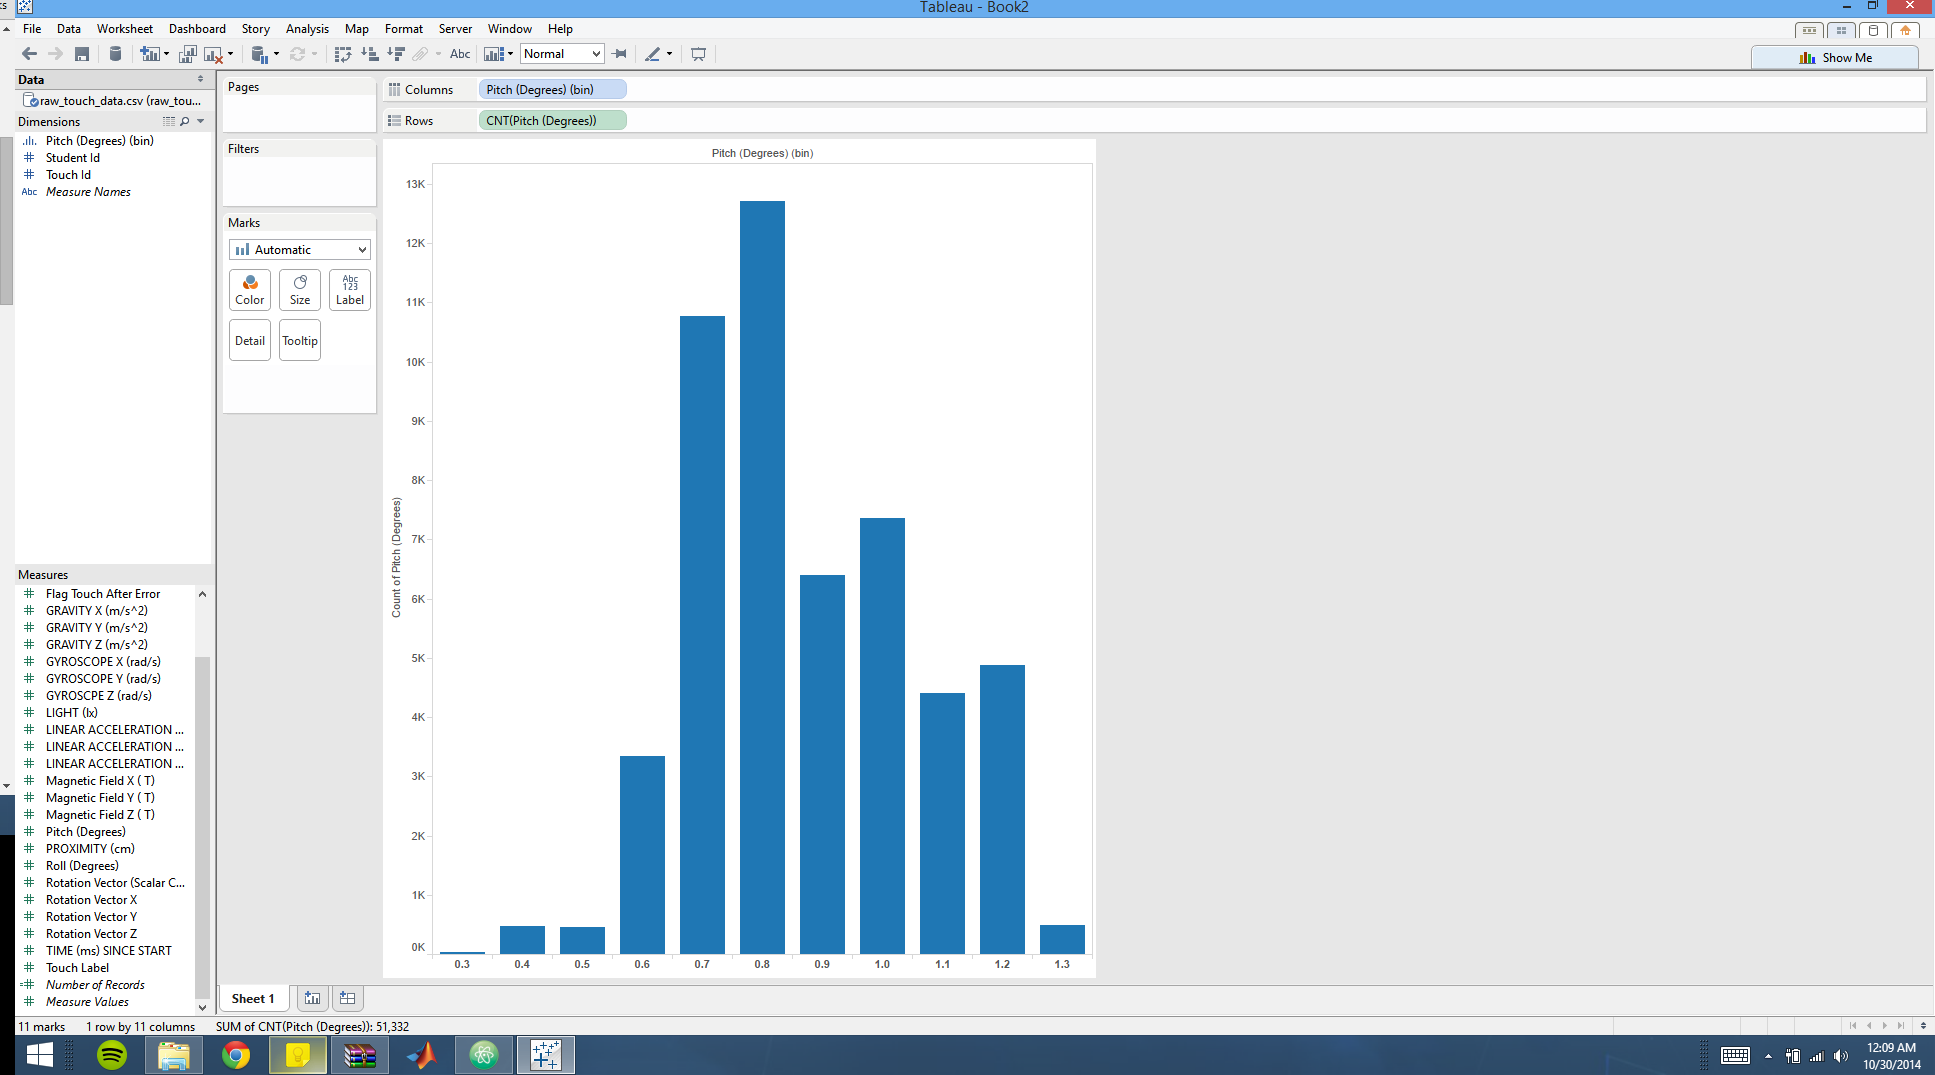 Tableau - Book2
File Data Worksheet Dashboard Story Analysis Map Format Server Window Help
Abc Normal
Show Me
Data
raw_touch_data.csv (raw_tou...
Dimensions
Pitch (Degrees) (bin)
Student Id
Touch Id
Abc Measure Names
Measures
Flag Touch After Error
GRAVITY X (m/s^2)
GRAVITY Y (m/s^2)
GRAVITY Z (m/s^2)
GYROSCOPE X (rad/s)
GYROSCOPE Y (rad/s)
GYROSCPE Z (rad/s)
LIGHT (lx)
LINEAR ACCELERATION ...
LINEAR ACCELERATION ...
LINEAR ACCELERATION ...
Magnetic Field X ( T)
Magnetic Field Y ( T)
Magnetic Field Z ( T)
Pitch (Degrees)
PROXIMITY (cm)
Roll (Degrees)
Rotation Vector (Scalar C...
Rotation Vector X
Rotation Vector Y
Rotation Vector Z
TIME (ms) SINCE START
Touch Label
Number of Records
Measure Values
Pages
Filters
Marks
Automatic
Color Size Abc 123 Label
Detail Tooltip
Columns Pitch (Degrees) (bin)
Rows CNT(Pitch (Degrees))
Pitch (Degrees) (bin)
13K
12K
11K
10K
9K
8K
7K
6K
5K
4K
3K
2K
1K
0K
Count of Pitch (Degrees)
0.3 0.4 0.5 0.6 0.7 0.8 0.9 1.0 1.1 1.2 1.3
Sheet 1
11 marks 1 row by 11 columns SUM of CNT(Pitch (Degrees)): 51,332
12:09 AM
10/30/2014